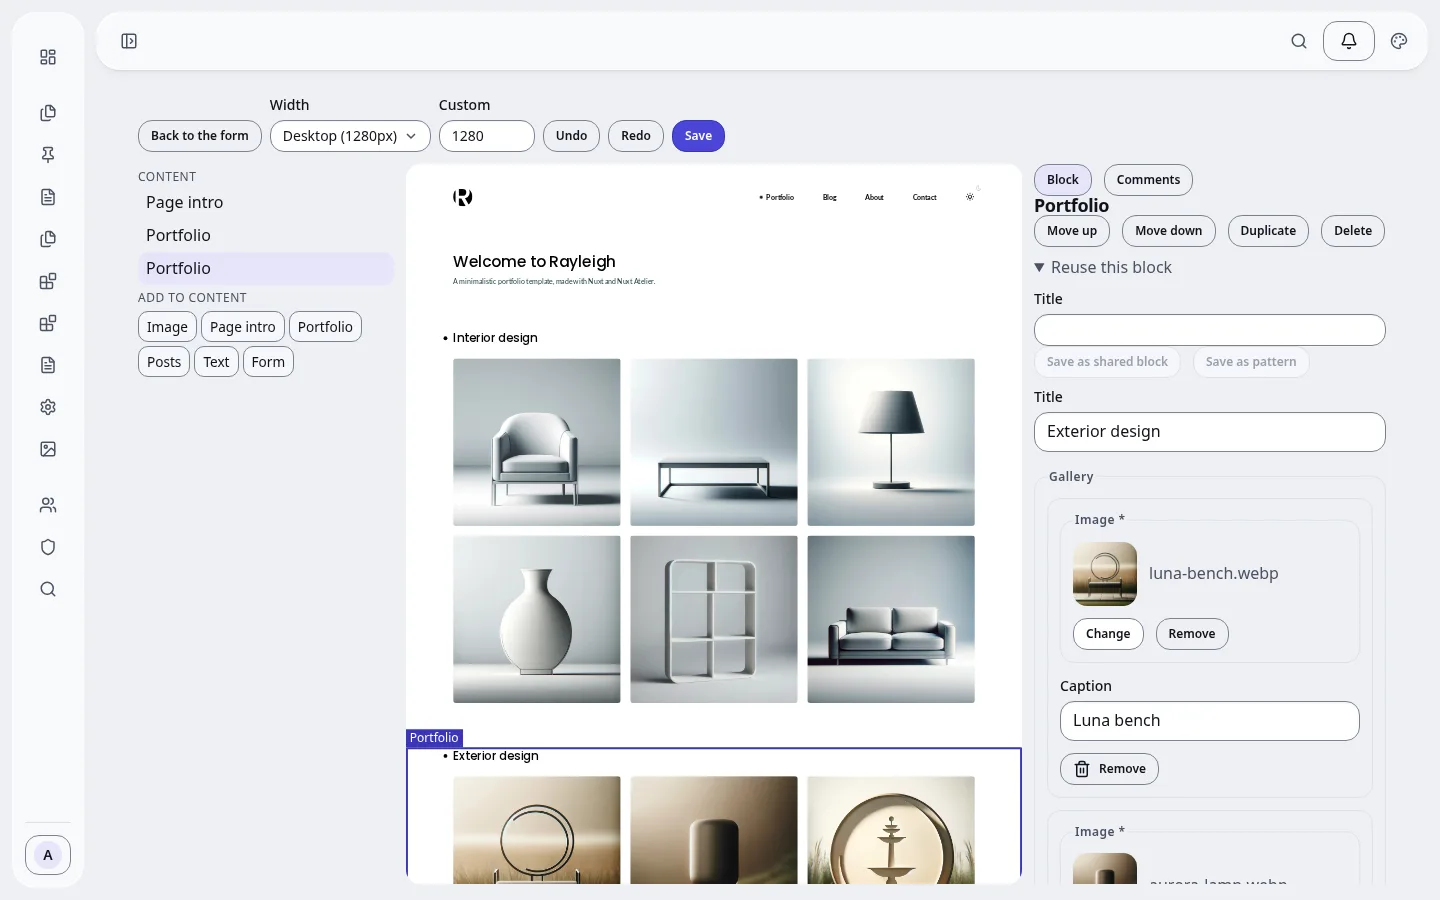 Width
Custom
Back to the form
Desktop (1280px)
1280
Undo
Redo
Save
CONTENT
Page intro
Portfolio
Portfolio
ADD TO CONTENT
Image
Page intro
Portfolio
Posts
Text
Form
Portfolio
Blog
About
Contact
Welcome to Rayleigh
A minimalistic portfolio template, made with Nuxt and Nuxt Atelier.
Interior design
Portfolio
Exterior design
Block
Comments
Portfolio
Move up
Move down
Duplicate
Delete
Reuse this block
Title
Save as shared block
Save as pattern
Title
Exterior design
Gallery
Image *
luna-bench.webp
Change
Remove
Caption
Luna bench
Remove
Image *
aurora-lamp.webp
A